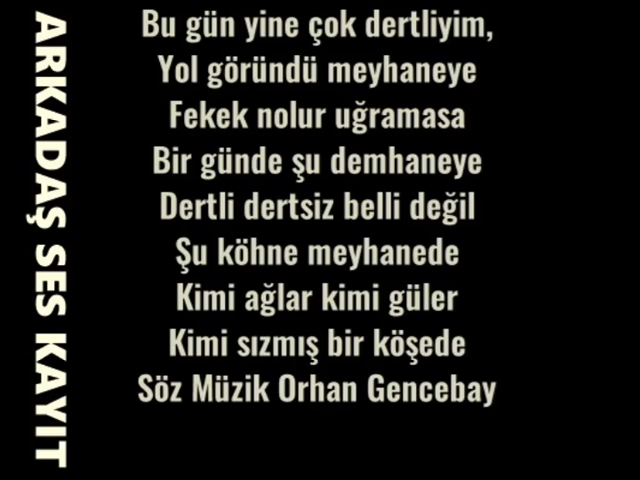 ARKADAŞ SES KAYIT
Bu gün yine çok dertliyim,
Yol göründü meyhaneye
Fekek nolur uğramasa
Bir günde şu demhaneye
Dertli dertsiz belli değil
Şu köhne meyhanede
Kimi ağlar kimi güler
Kimi sızmış bir köşede
Söz Müzik Orhan Gencebay